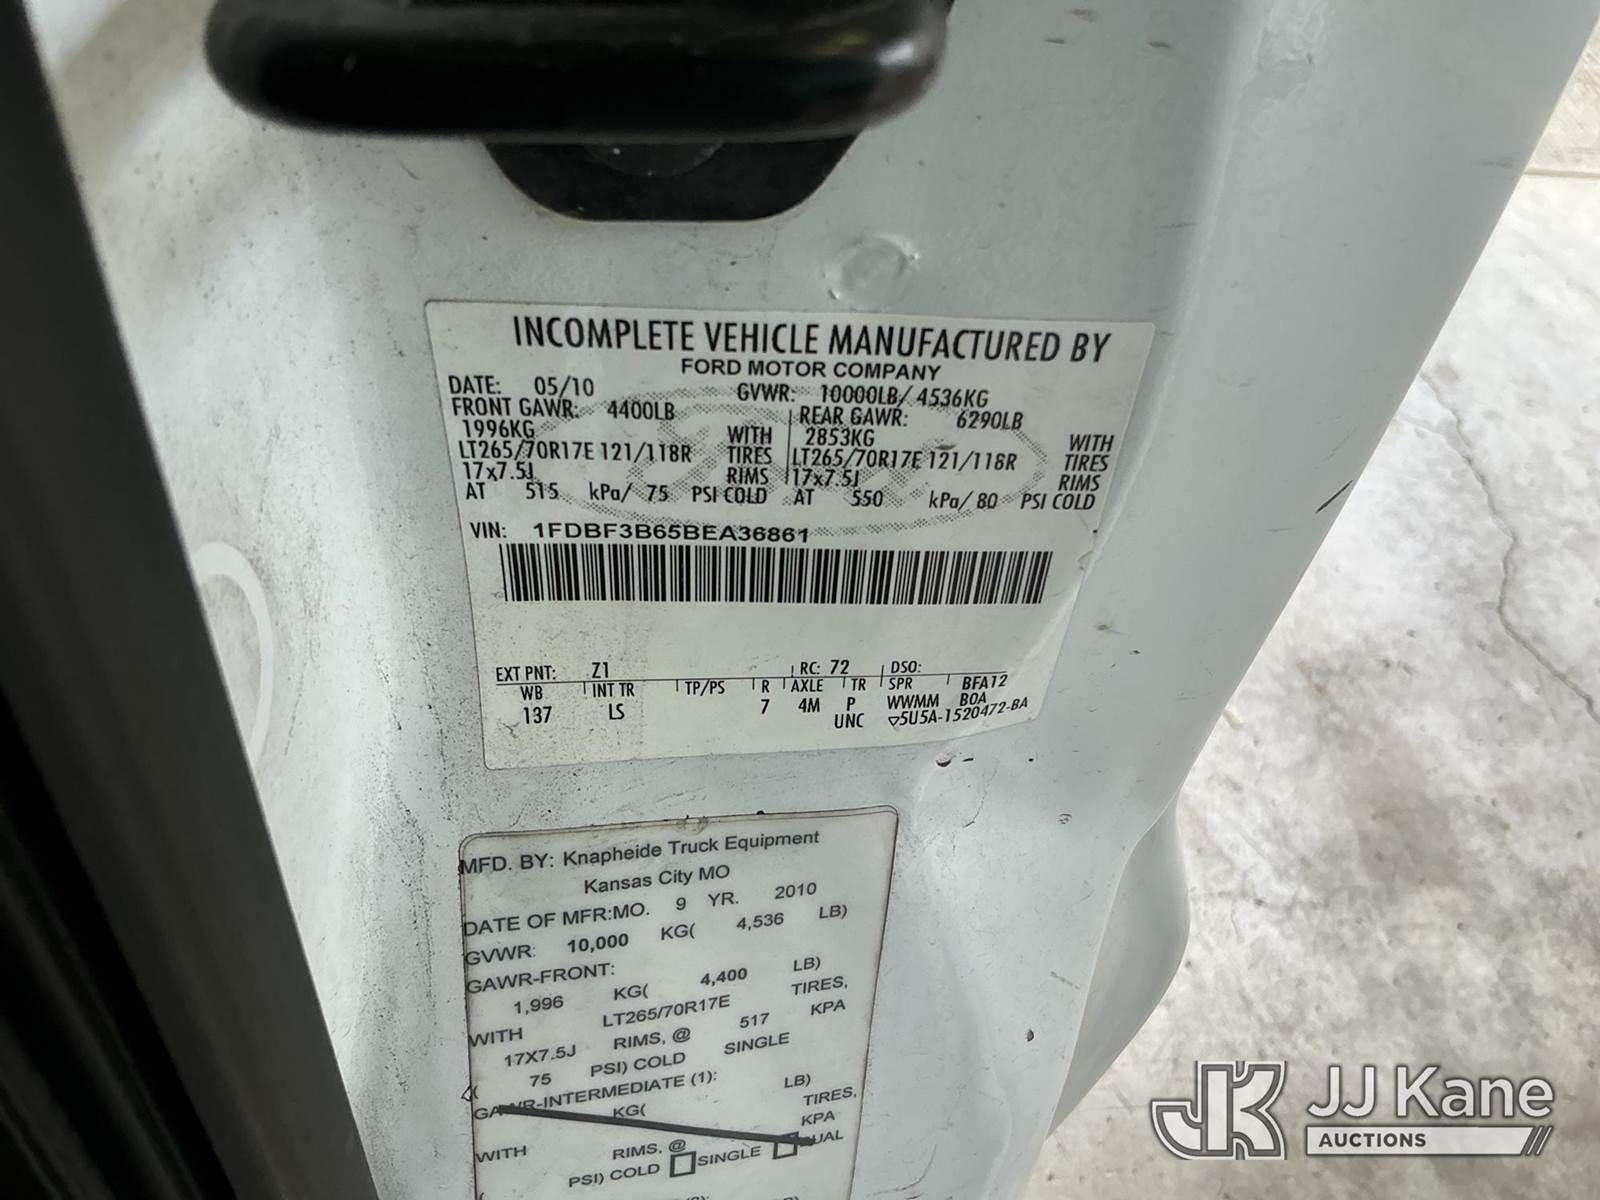 INCOMPLETE VEHICLE MANUFACTURED BY
FORD MOTOR COMPANY
DATE: 05/10 GVWR: 10000LB/ 4536KG
FRONT GAWR: 4400LB REAR GAWR: 6290LB
1996KG WITH 2853KG WITH
LT265/70R17E 121/118R TIRES LT265/70R17E 121/118R TIRES
17x7.5J RIMS 17x7.5J RIMS
AT 515 kPa/ 75 PSI COLD AT 550 kPa/ 80 PSI COLD
VIN: 1FDBF3B65BEA36861
EXT PNT: Z1 RC: 72 DSO:
WB INT TR TP/PS R AXLE TR SPR BFA12
137 LS 7 4M P WWMM BOA
UNC ▽5U5A-1520472-BA
MFD. BY: Knapheide Truck Equipment
Kansas City MO
DATE OF MFR:MO. 9 YR. 2010
GVWR: 10,000 KG( 4,536 LB)
GAWR-FRONT:
1,996 KG( 4,400 LB)
WITH LT265/70R17E TIRES,
17X7.5J RIMS, @ 517 KPA
( 75 PSI) COLD SINGLE
GAWR-INTERMEDIATE (1):
KG( LB)
WITH TIRES,
RIMS, @ KPA
( PSI) COLD SINGLE DUAL
JJ Kane
AUCTIONS